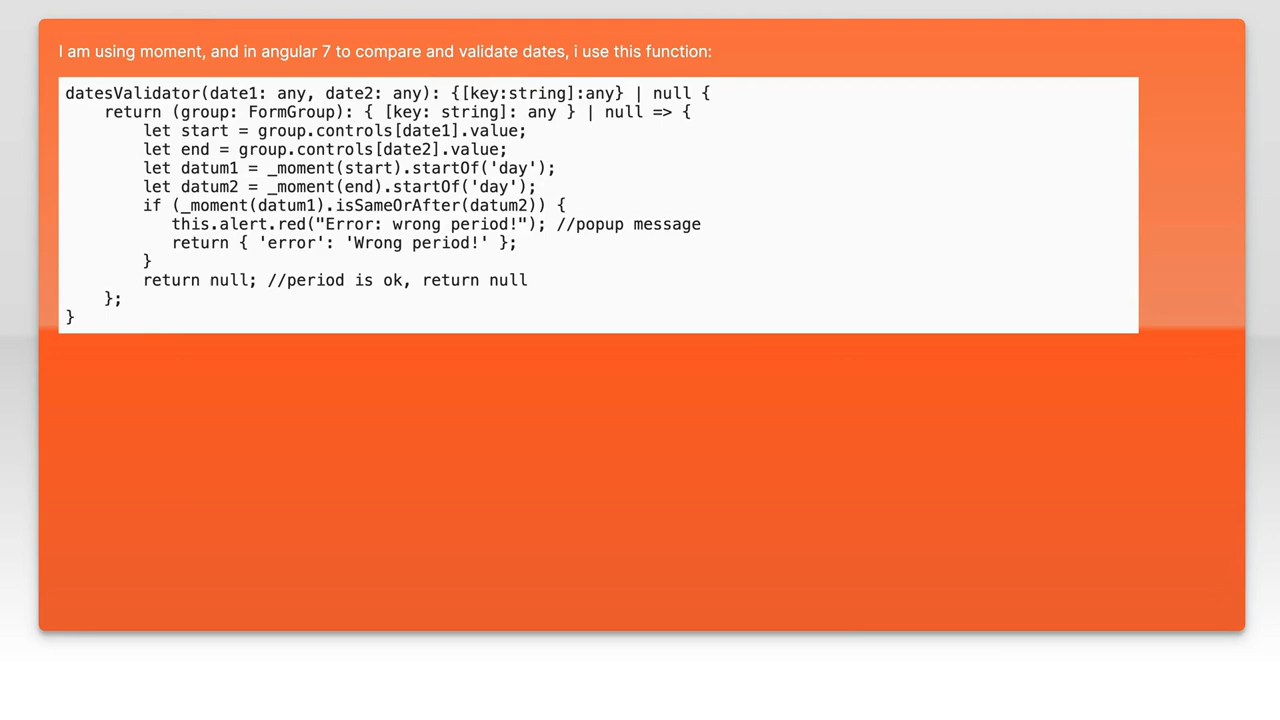 I am using moment, and in angular 7 to compare and validate dates, i use this function:
datesValidator(date1: any, date2: any): {[key:string]:any} | null {
    return (group: FormGroup): { [key: string]: any } | null => {
        let start = group.controls[date1].value;
        let end = group.controls[date2].value;
        let datum1 = _moment(start).startOf('day');
        let datum2 = _moment(end).startOf('day');
        if (_moment(datum1).isSameOrAfter(datum2)) {
           this.alert.red("Error: wrong period!"); //popup message
           return { 'error': 'Wrong period!' };
        }
        return null; //period is ok, return null
    };
}